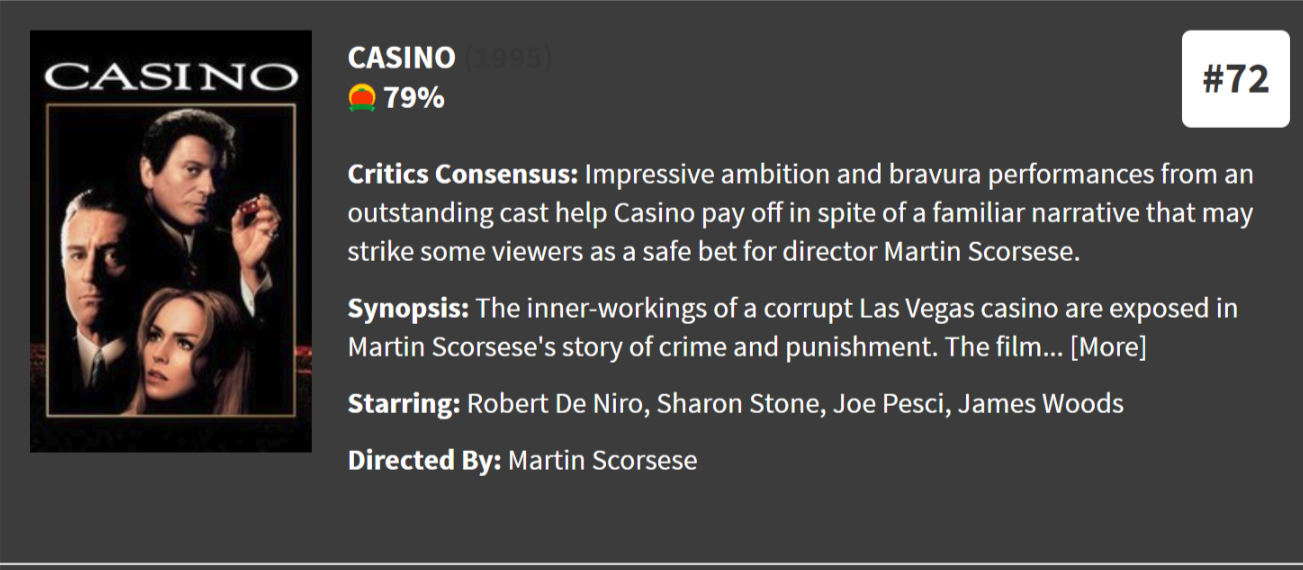 CASINO
CASINO (1995)
79%
#72
Critics Consensus: Impressive ambition and bravura performances from an
outstanding cast help Casino pay off in spite of a familiar narrative that may
strike some viewers as a safe bet for director Martin Scorsese.
Synopsis: The inner-workings of a corrupt Las Vegas casino are exposed in
Martin Scorsese's story of crime and punishment. The film... [More]
Starring: Robert De Niro, Sharon Stone, Joe Pesci, James Woods
Directed By: Martin Scorsese